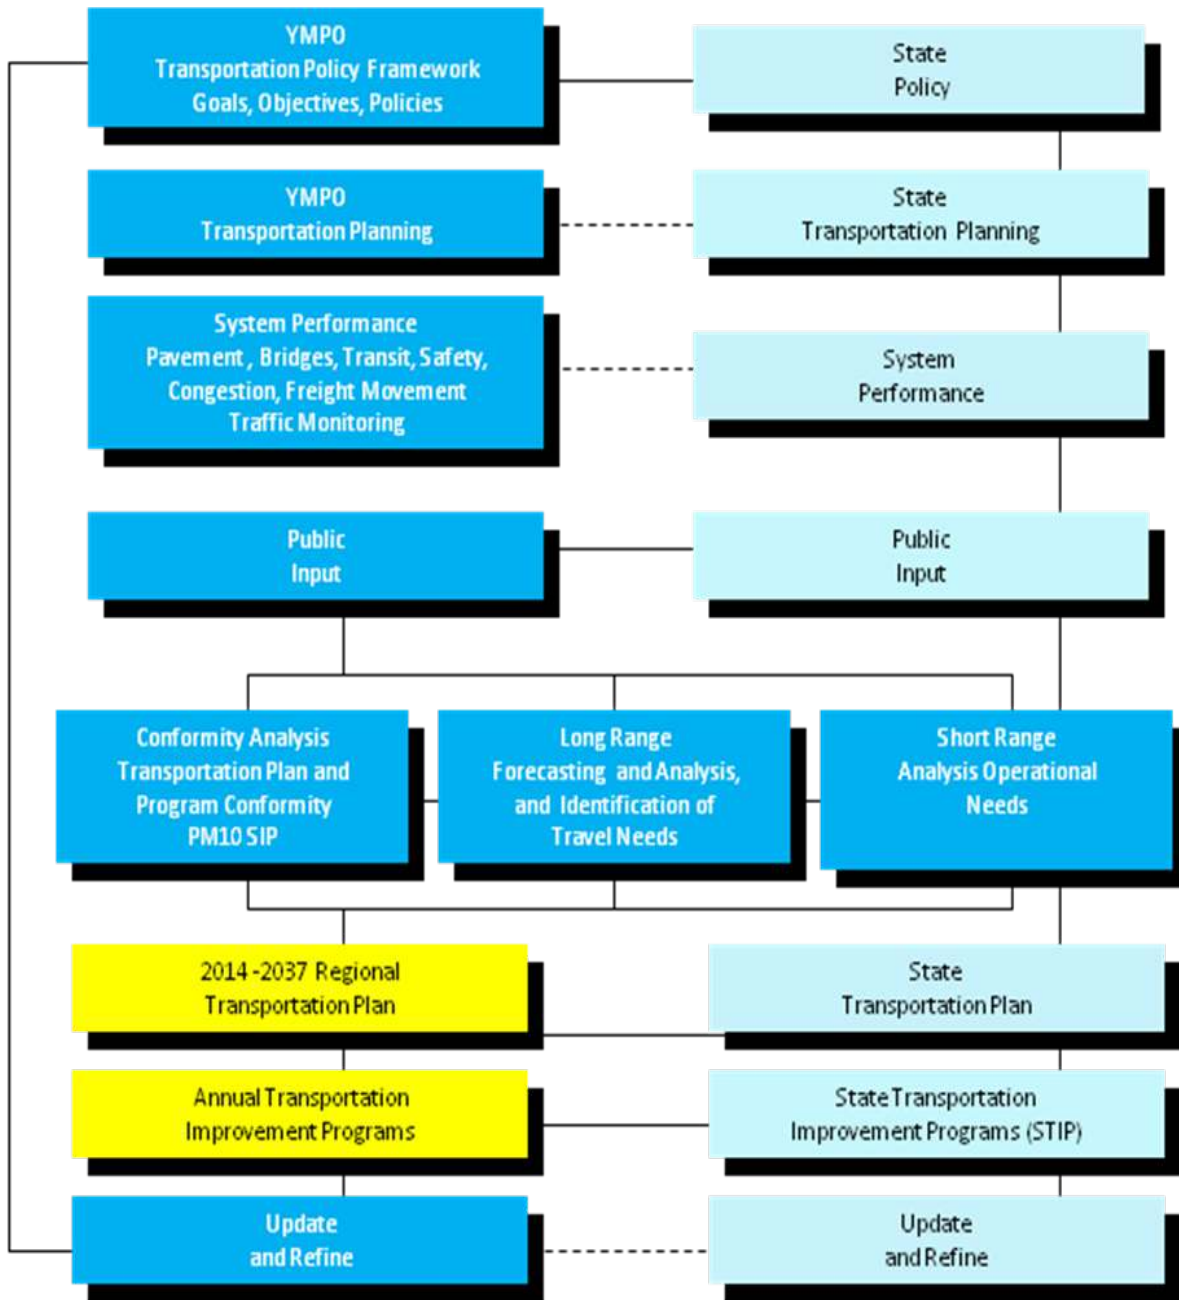 YMPO
Transportation Policy Framework
Goals, Objectives, Policies
State
Policy
YMPO
Transportation Planning
State
Transportation Planning
System Performance
Pavement , Bridges, Transit, Safety,
Congestion, Freight Movement
Traffic Monitoring
System
Performance
Public
Input
Public
Input
Conformity Analysis
Transportation Plan and
Program Conformity
PM10 SIP
Long Range
Forecasting and Analysis,
and Identification of
Travel Needs
Short Range
Analysis Operational
Needs
2014 -2037 Regional
Transportation Plan
State
Transportation Plan
Annual Transportation
Improvement Programs
State Transportation
Improvement Programs (STIP)
Update
and Refine
Update
and Refine